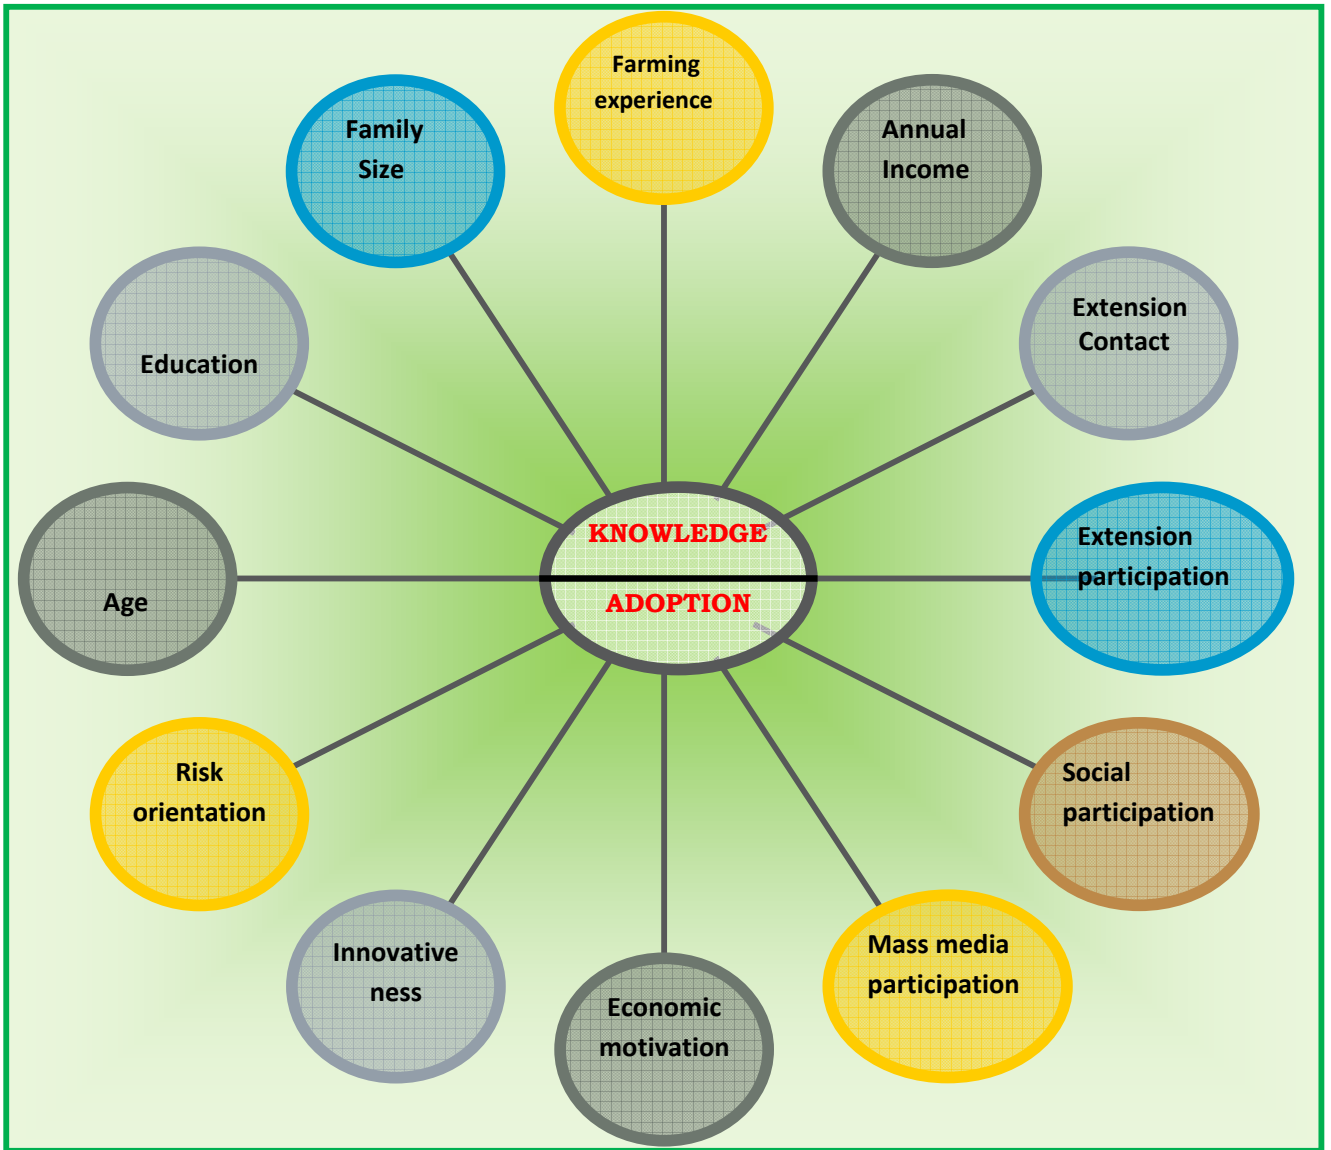 Farming
experience
Family
Size
Annual
Income
Extension
Contact
Education
KNOWLEDGE
ADOPTION
Extension
participation
Age
Risk
orientation
Social
participation
Innovative
ness
Mass media
participation
Economic
motivation